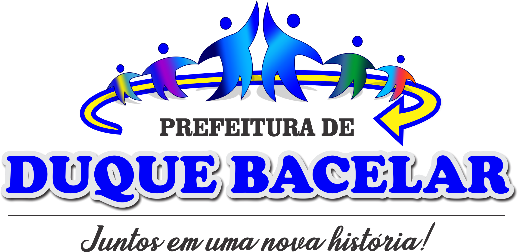 PREFEITURA DE
DUQUE BACELAR
Juntos em uma nova história!